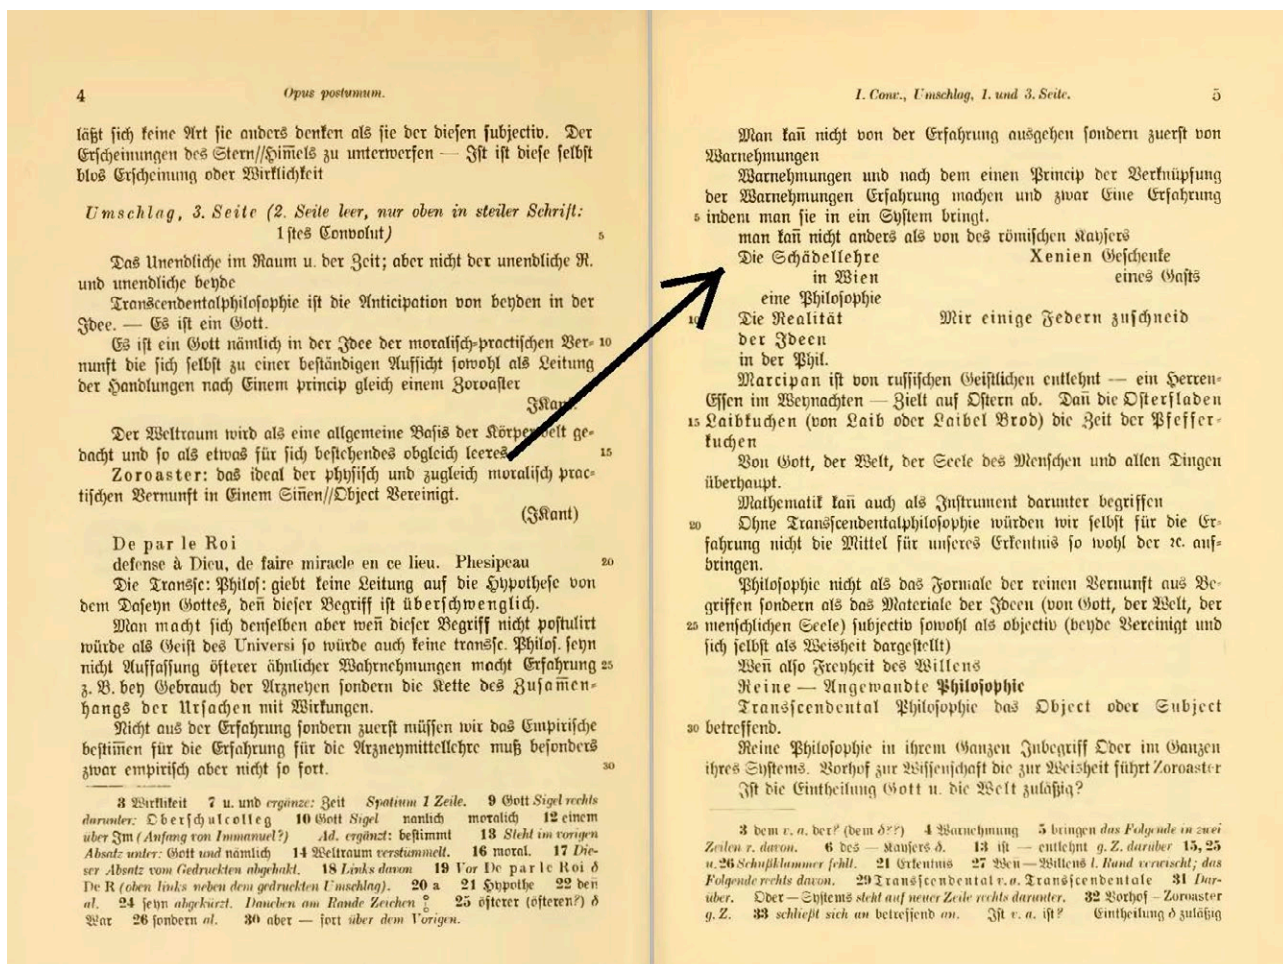 4
Opus postumum.
läßt sich keine Art sie anders denken als sie der diesen subjectiv. Der
Erscheinungen des Stern//Him̅els zu unterwerfen — Ist ist diese selbst
blos Erscheinung oder Wirklichkeit
Umschlag, 3. Seite (2. Seite leer, nur oben in steiler Schrift:
1stes Convolut) 5
Das Unendliche im Raum u. der Zeit; aber nicht der unendliche R.
und unendliche beyde
Transcendentalphilosophie ist die Anticipation von beyden in der
Idee. — Es ist ein Gott.
Es ist ein Gott nämlich in der Idee der moralisch-practischen Ver- 10
nunft die sich selbst zu einer beständigen Aufsicht sowohl als Leitung
der Handlungen nach Einem princip gleich einem Zoroaster
IKant.
Der Weltraum wird als eine allgemeine Basis der Körperwelt ge-
dacht und so als etwas für sich bestehendes obgleich leeres 15
Zoroaster: das ideal der physisch und zugleich moralisch prac-
tischen Vernunft in Einem Sin̅en//Object Vereinigt.
(IKant)
De par le Roi
defense à Dieu, de faire miracle en ce lieu. Phesipeau 20
Die Transsc: Philos: giebt keine Leitung auf die Hypothese von
dem Daseyn Gottes, den̅ dieser Begriff ist überschwenglich.
Man macht sich denselben aber wen̅ dieser Begriff nicht postulirt
würde als Geist des Universi so würde auch keine transsc. Philos. seyn
nicht Auffassung öfterer ähnlicher Wahrnehmungen macht Erfahrung 25
z. B. bey Gebrauch der Arzneyen sondern die Kette des Zusam̅en-
hangs der Ursachen mit Wirkungen.
Nicht aus der Erfahrung sondern zuerst müssen wir das Empirische
bestim̅en für die Erfahrung für die Arzneymittellehre muß besonders
zwar empirisch aber nicht so fort. 30
3 Wirkliteit 7 u. und ergänze: Zeit Spatium 1 Zeile. 9 Gott Sigel rechts
darunter: Oberschulcolleg 10 Gott Sigel nanlich moralich 12 einem
über Im (Anfang von Immanuel?) Ad. ergänzt: bestimmt 13 Steht im vorigen
Absatz unter: Gott und nämlich 14 Weltraum verstümmelt. 16 moral. 17 Die-
ser Absatz vom Gedruckten abgehakt. 18 Links davon 19 Vor De par le Roi δ
De R (oben links neben dem gedruckten Umschlag). 20 a 21 Hypothe 22 den
al. 24 seyn abgekürzt. Daneben am Rande Zeichen 25 öfterer (öfteren?) δ
War 26 sondern al. 30 aber — fort über dem Vorigen.
I. Conv., Umschlag, 1. und 3. Seite. 5
Man kan̅ nicht von der Erfahrung ausgehen sondern zuerst von
Warnehmungen
Warnehmungen und nach dem einen Princip der Verknüpfung
der Warnehmungen Erfahrung machen und zwar Eine Erfahrung
5 indem man sie in ein System bringt.
man kan̅ nicht anders als von des römischen Kaysers
Die Schädellehre Xenien Geschenke
in Wien eines Gasts
eine Philosophie
10 Die Realität Mir einige Federn zuschneid
der Ideen
in der Phil.
Marcipan ist von russischen Geistlichen entlehnt — ein Herren-
Essen im Weynachten — Zielt auf Ostern ab. Dan̅ die Osterfladen
15 Laibkuchen (von Laib oder Laibel Brod) die Zeit der Pfeffer-
kuchen
Von Gott, der Welt, der Seele des Menschen und allen Dingen
überhaupt.
Mathematik kan̅ auch als Instrument darunter begriffen
20 Ohne Transscendentalphilosophie würden wir selbst für die Er-
fahrung nicht die Mittel für unseres Erkentnis so wohl der ꝛc. auf-
bringen.
Philosophie nicht als das Formale der reinen Vernunft aus Be-
griffen sondern als das Materiale der Ideen (von Gott, der Welt, der
25 menschlichen Seele) subjectiv sowohl als objectiv (beyde Vereinigt und
sich selbst als Weisheit dargestellt)
Wen̅ also Freyheit des Willens
Reine — Angewandte Philosophie
Transscendental Philosophie das Object oder Subject
30 betreffend.
Reine Philosophie in ihrem Ganzen Inbegriff Oder im Ganzen
ihres Systems. Vorhof zur Wissenschaft die zur Weisheit führt Zoroaster
Ist die Eintheilung Gott u. die Welt zuläßig?
3 dem v. a. der? (dem δ??) 4 Warnehmung 5 bringen das Folgende in zwei
Zeilen r. davon. 6 des — Kaysers δ. 13 ist — entlehnt g. Z. darüber 15, 25
u. 26 Schlußklammer fehlt. 21 Erkentnus 27 Wen — Willens l. Rand verwischt; das
Folgende rechts davon. 29 Transscendental v. a. Transscendentale 31 Dar-
über. Oder — Systems steht auf neuer Zeile rechts darunter. 32 Vorhof – Zoroaster
g. Z. 33 schließt sich an betreffend an. Ist v. a. ist? Eintheilung δ zuläßig